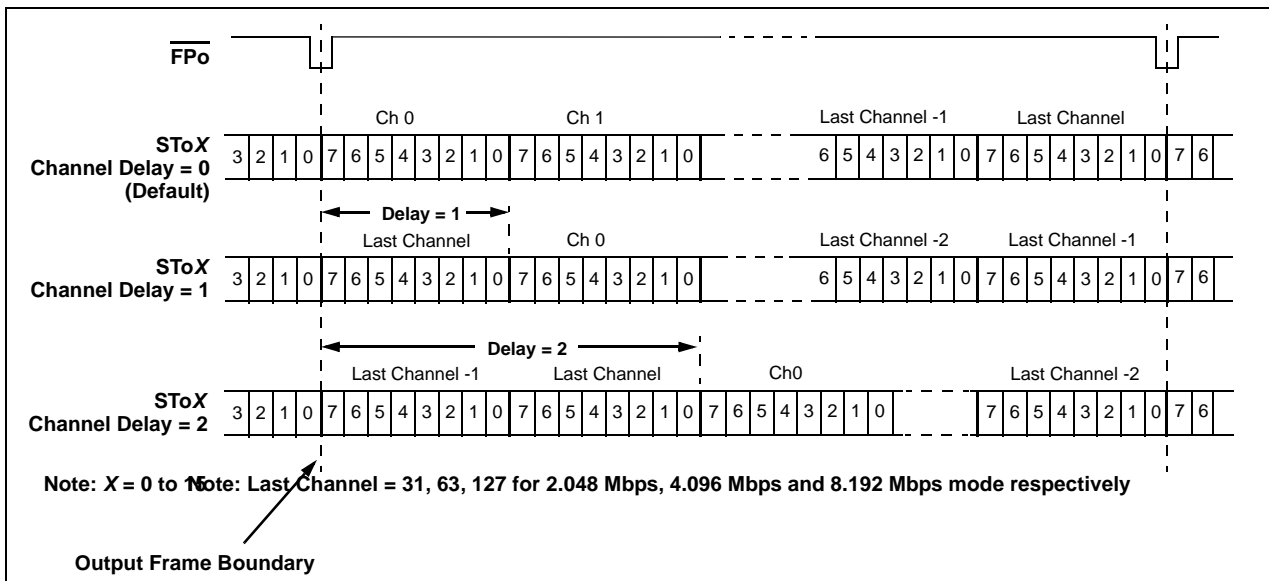 FPo
Ch 0 Ch 1 Last Channel -1 Last Channel
SToX
Channel Delay = 0
(Default)
3 2 1 0 7 6 5 4 3 2 1 0 7 6 5 4 3 2 1 0 6 5 4 3 2 1 0 7 6 5 4 3 2 1 0 7 6
Delay = 1
Last Channel Ch 0 Last Channel -2 Last Channel -1
SToX
Channel Delay = 1
3 2 1 0 7 6 5 4 3 2 1 0 7 6 5 4 3 2 1 0 6 5 4 3 2 1 0 7 6 5 4 3 2 1 0 7 6
Delay = 2
Last Channel -1 Last Channel Ch0 Last Channel -2
SToX
Channel Delay = 2
3 2 1 0 7 6 5 4 3 2 1 0 7 6 5 4 3 2 1 0 7 6 5 4 3 2 1 0 7 6 5 4 3 2 1 0 7 6
Note: X = 0 to 15
Note: Last Channel = 31, 63, 127 for 2.048 Mbps, 4.096 Mbps and 8.192 Mbps mode respectively
Output Frame Boundary